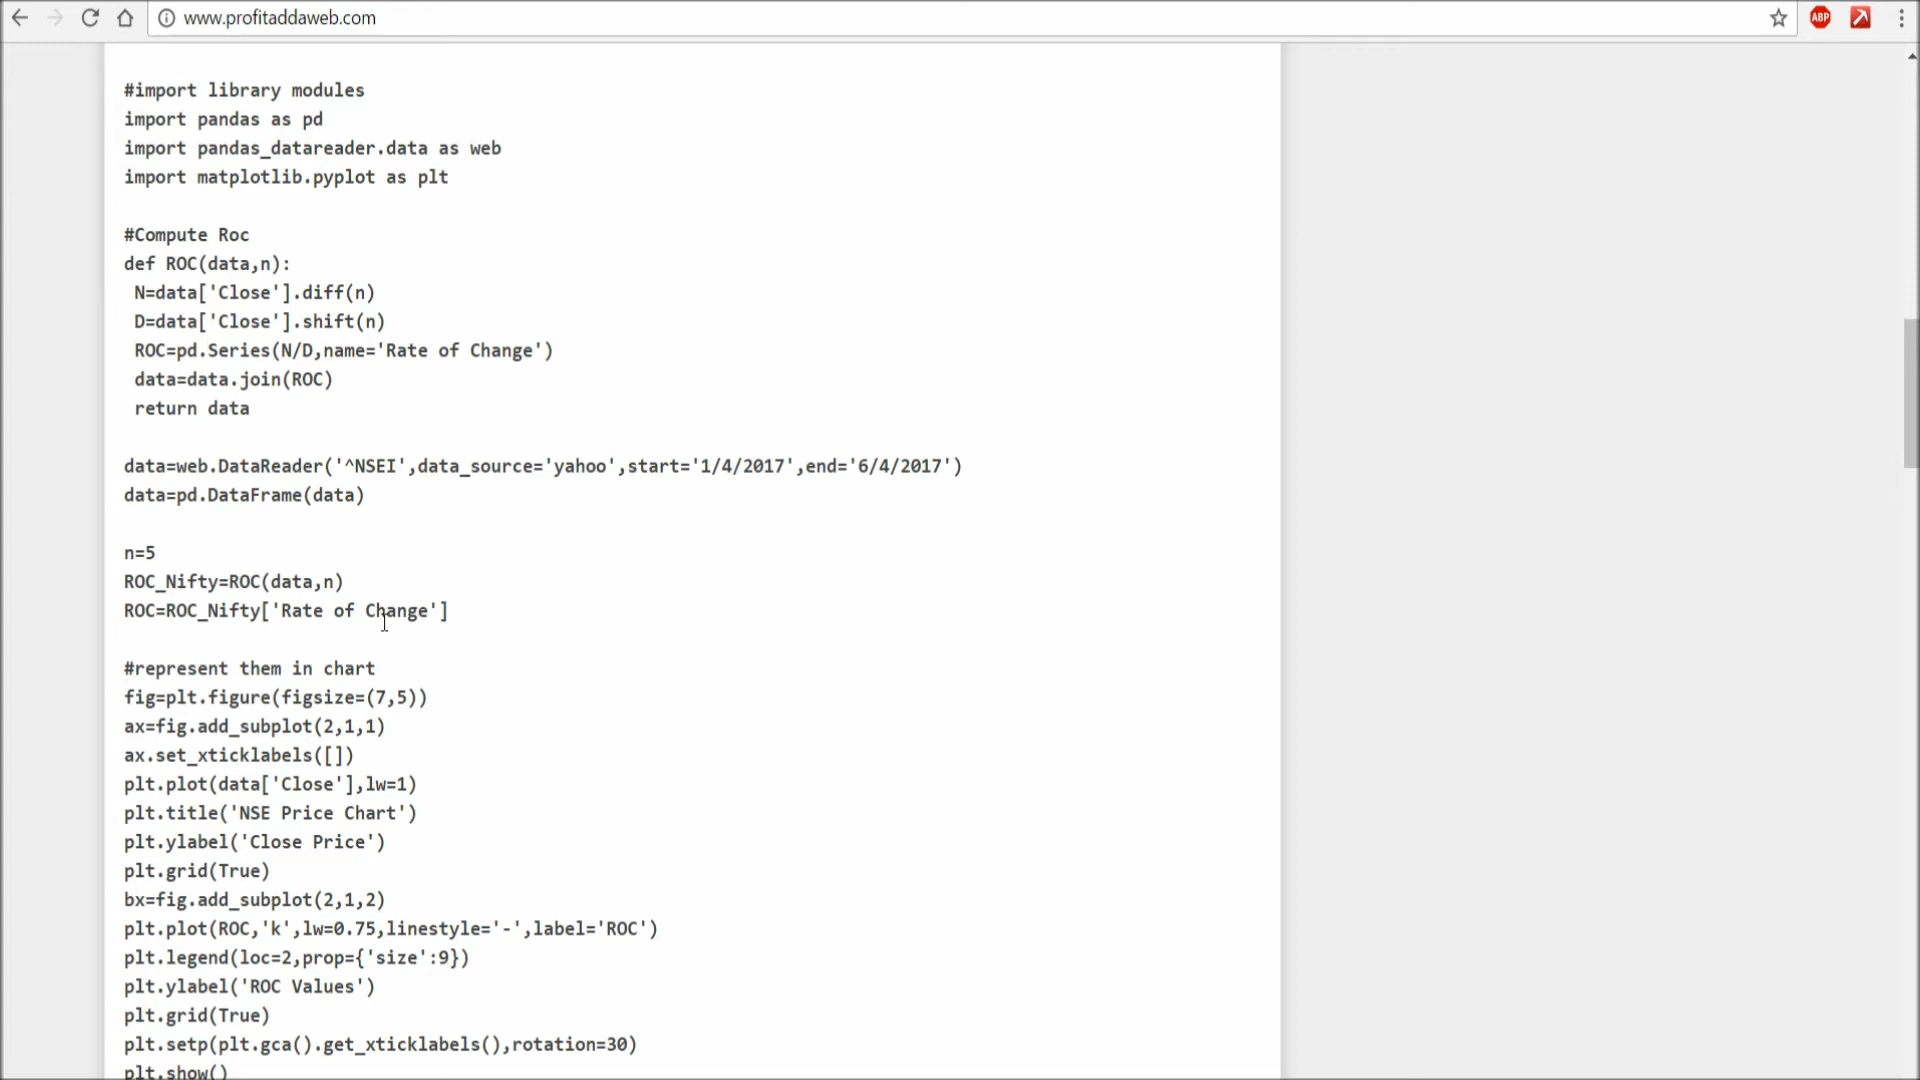 www.profitaddaweb.com
ABP
#import library modules
import pandas as pd
import pandas_datareader.data as web
import matplotlib.pyplot as plt
#Compute Roc
def ROC(data,n):
N=data['Close'].diff(n)
D=data['Close'].shift(n)
ROC=pd.Series(N/D,name='Rate of Change')
data=data.join(ROC)
return data
data=web.DataReader('^NSEI',data_source='yahoo',start='1/4/2017',end='6/4/2017')
data=pd.DataFrame(data)
n=5
ROC_Nifty=ROC(data,n)
ROC=ROC_Nifty['Rate of Change']
#represent them in chart
fig=plt.figure(figsize=(7,5))
ax=fig.add_subplot(2,1,1)
ax.set_xticklabels([])
plt.plot(data['Close'],lw=1)
plt.title('NSE Price Chart')
plt.ylabel('Close Price')
plt.grid(True)
bx=fig.add_subplot(2,1,2)
plt.plot(ROC,'k',lw=0.75,linestyle='-',label='ROC')
plt.legend(loc=2,prop={'size':9})
plt.ylabel('ROC Values')
plt.grid(True)
plt.setp(plt.gca().get_xticklabels(),rotation=30)
plt.show()